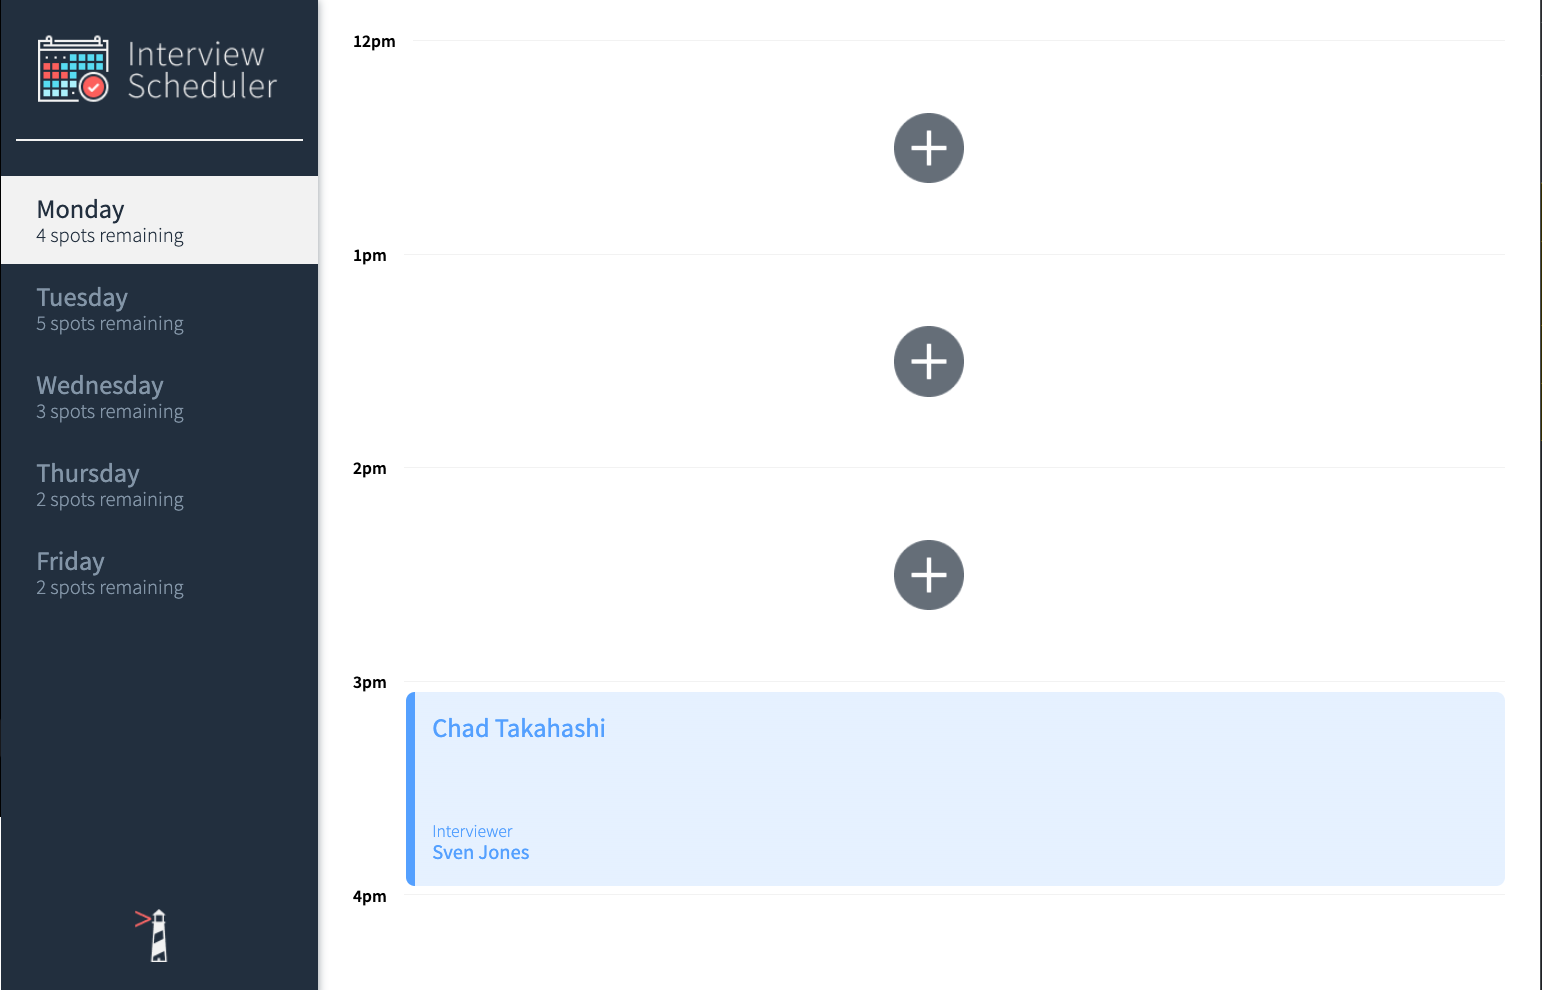 Interview
Scheduler
Monday
4 spots remaining
Tuesday
5 spots remaining
Wednesday
3 spots remaining
Thursday
2 spots remaining
Friday
2 spots remaining
12pm
1pm
2pm
3pm
Chad Takahashi
Interviewer
Sven Jones
4pm